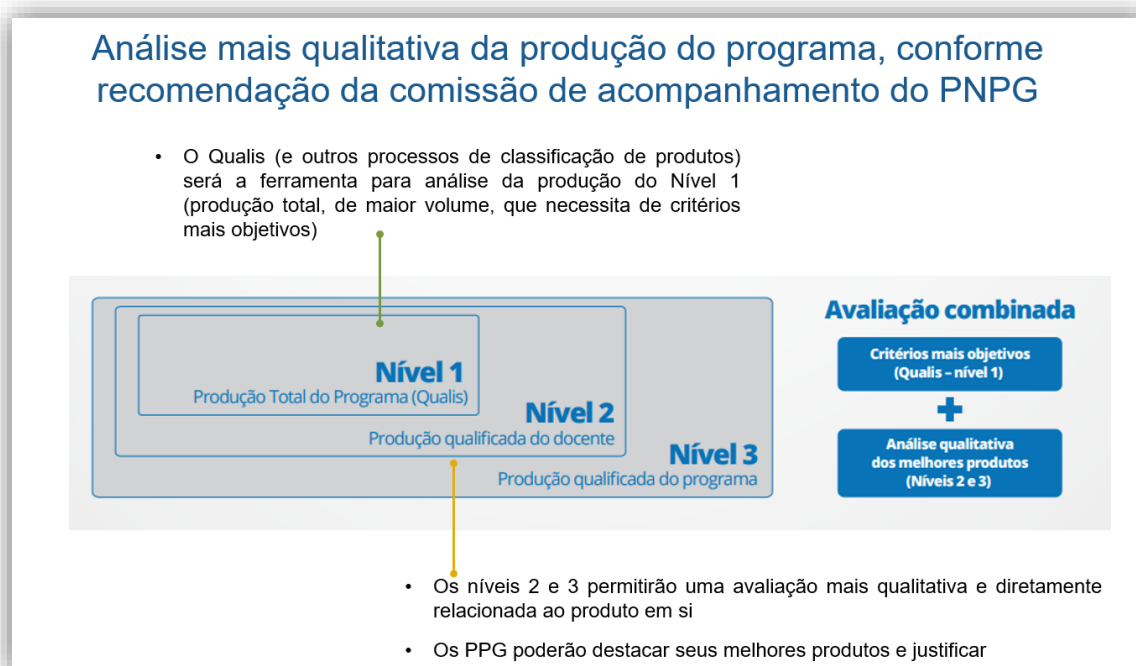 Análise mais qualitativa da produção do programa, conforme
recomendação da comissão de acompanhamento do PNPG
• O Qualis (e outros processos de classificação de produtos)
será a ferramenta para análise da produção do Nível 1
(produção total, de maior volume, que necessita de critérios
mais objetivos)
Nível 1
Produção Total do Programa (Qualis)
Nível 2
Produção qualificada do docente
Nível 3
Produção qualificada do programa
Avaliação combinada
Critérios mais objetivos
(Qualis – nível 1)
+
Análise qualitativa
dos melhores produtos
(Níveis 2 e 3)
• Os níveis 2 e 3 permitirão uma avaliação mais qualitativa e diretamente
relacionada ao produto em si
• Os PPG poderão destacar seus melhores produtos e justificar